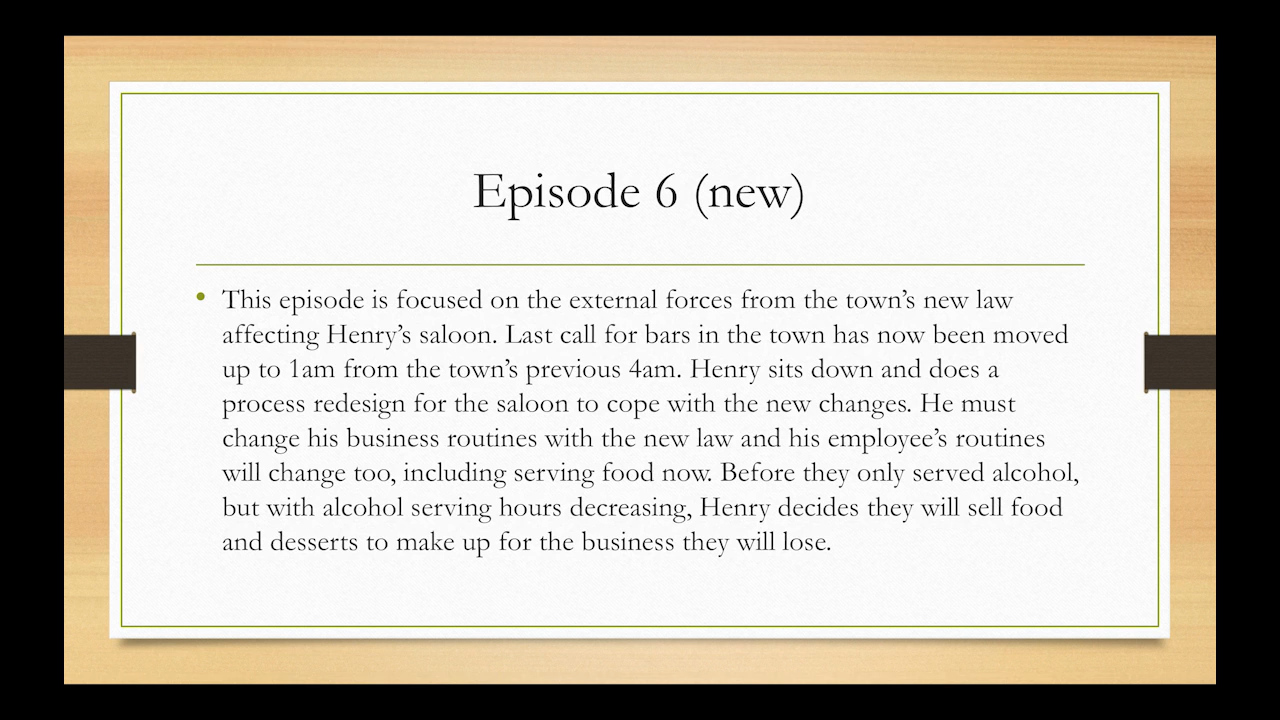 Episode 6 (new)
• This episode is focused on the external forces from the town’s new law
affecting Henry’s saloon. Last call for bars in the town has now been moved
up to 1am from the town’s previous 4am. Henry sits down and does a
process redesign for the saloon to cope with the new changes. He must
change his business routines with the new law and his employee’s routines
will change too, including serving food now. Before they only served alcohol,
but with alcohol serving hours decreasing, Henry decides they will sell food
and desserts to make up for the business they will lose.